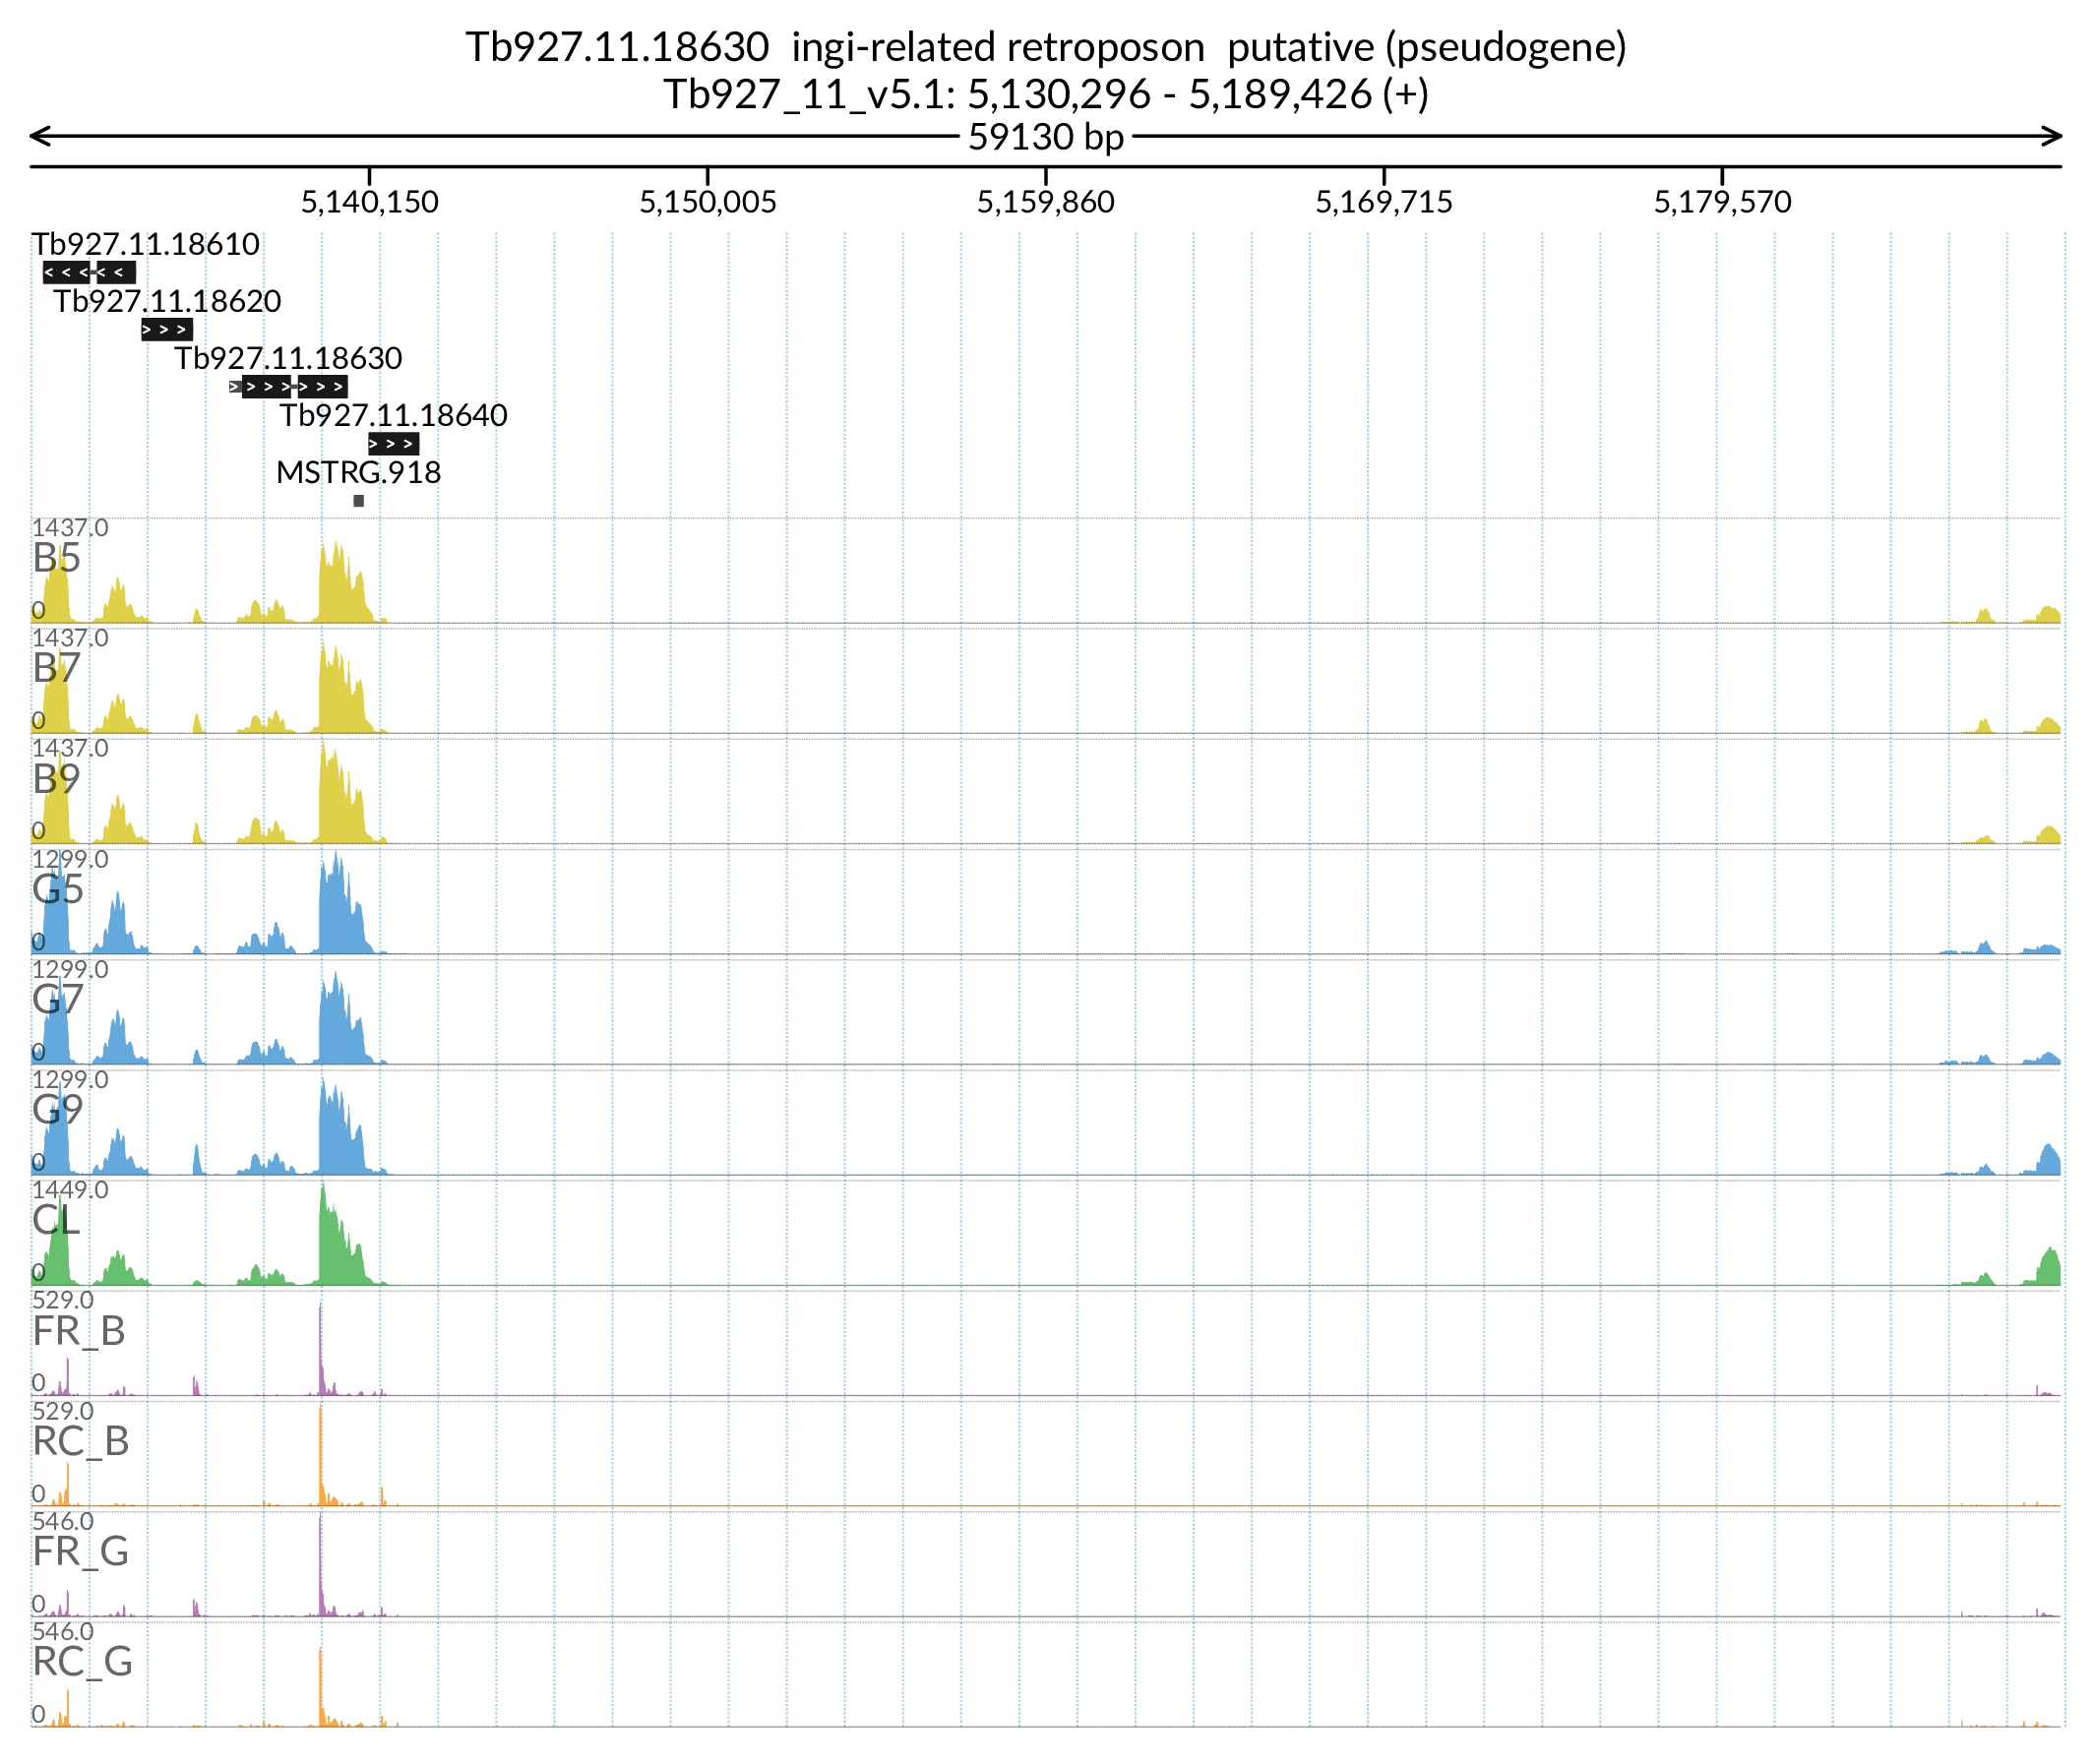 Tb927.11.18630  ingi-related retroposon  putative (pseudogene)
Tb927_11_v5.1: 5,130,296 - 5,189,426 (+)
59130 bp
5,140,150 5,150,005 5,159,860 5,169,715 5,179,570
Tb927.11.18610
Tb927.11.18620
Tb927.11.18630
Tb927.11.18640
MSTRG.918
1437.0
B5
0
1437.0
B7
0
1437.0
B9
0
1299.0
G5
0
1299.0
G7
0
1299.0
G9
0
1449.0
CL
0
529.0
FR_B
0
529.0
RC_B
0
546.0
FR_G
0
546.0
RC_G
0